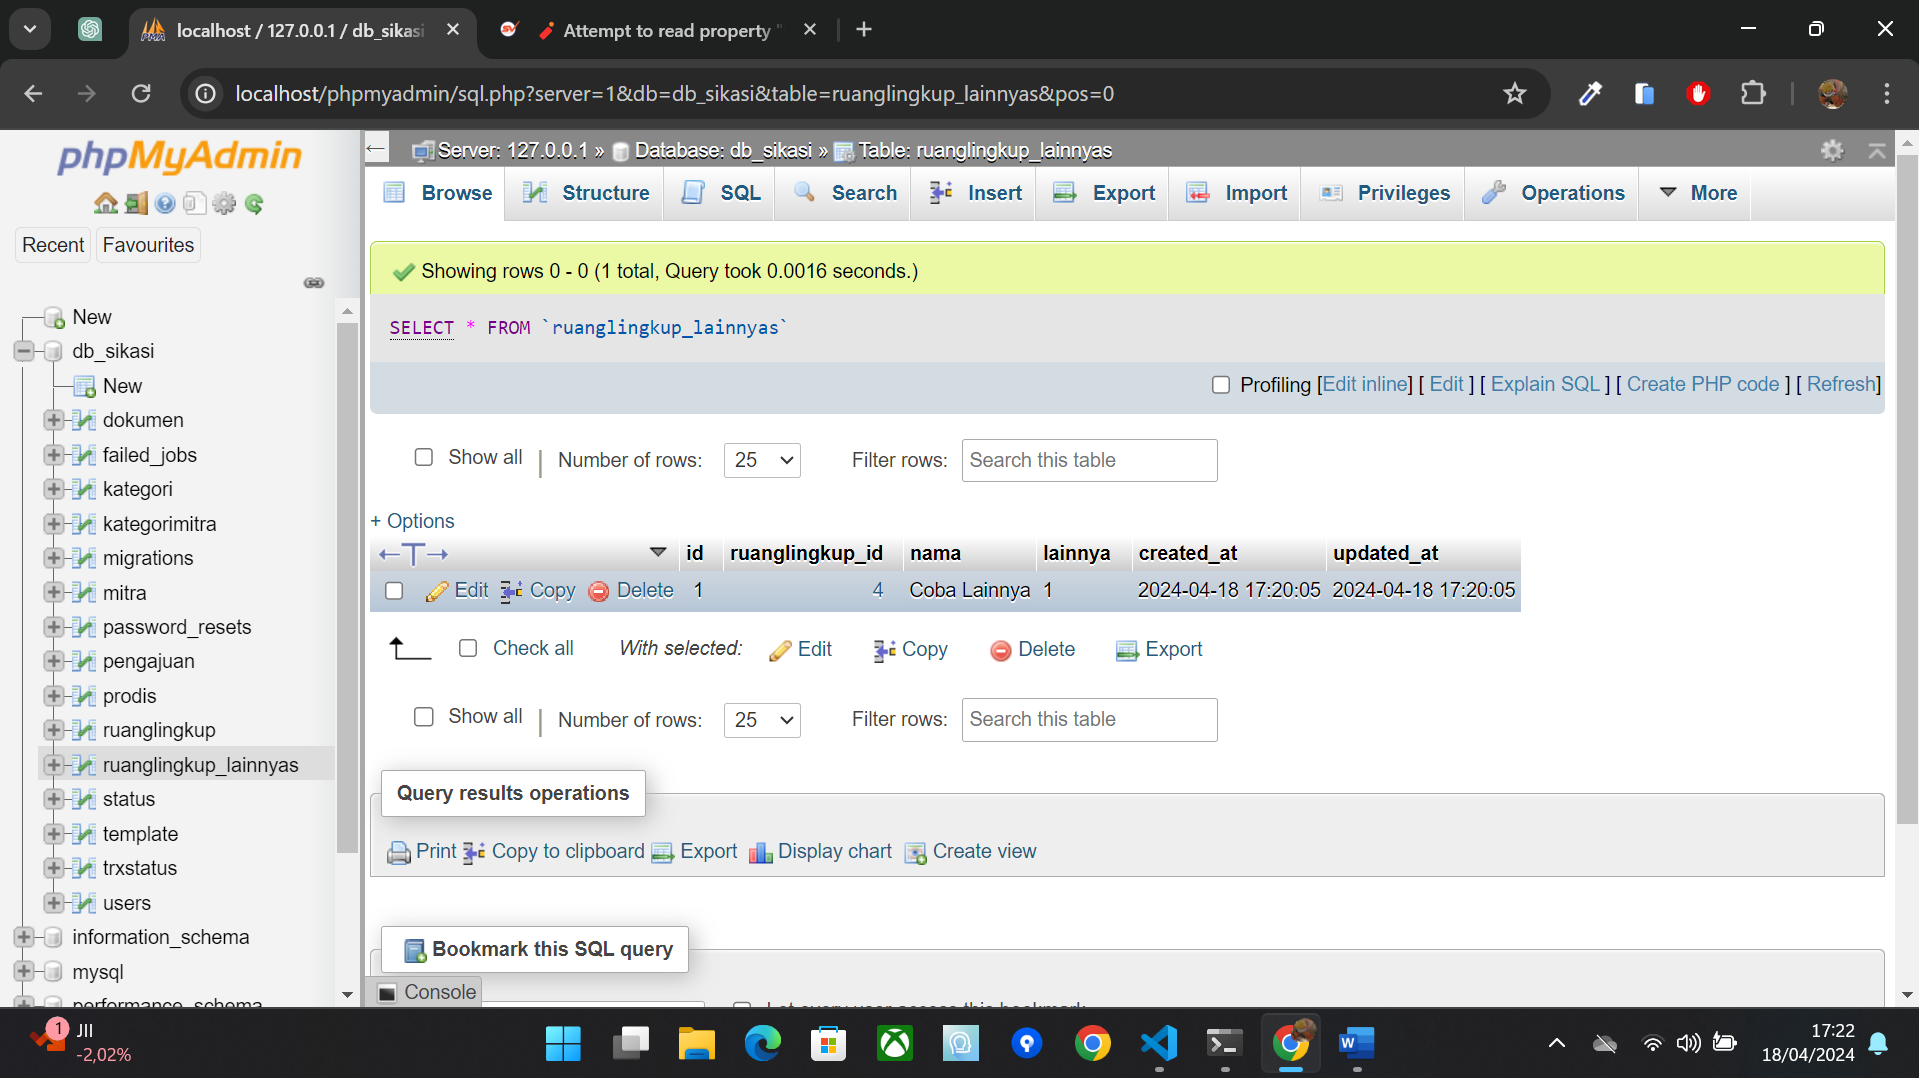 localhost / 127.0.0.1 / db_sikasi
Attempt to read property "
localhost/phpmyadmin/sql.php?server=1&db=db_sikasi&table=ruanglingkup_lainnyas&pos=0
phpMyAdmin
Recent
Favourites
New
db_sikasi
New
dokumen
failed_jobs
kategori
kategorimitra
migrations
mitra
password_resets
pengajuan
prodis
ruanglingkup
ruanglingkup_lainnyas
status
template
trxstatus
users
information_schema
mysql
performance_schema
Server: 127.0.0.1 » Database: db_sikasi » Table: ruanglingkup_lainnyas
Browse Structure SQL Search Insert Export Import Privileges Operations More
Showing rows 0 - 0 (1 total, Query took 0.0016 seconds.)
SELECT * FROM `ruanglingkup_lainnyas`
Profiling [Edit inline] [ Edit ] [ Explain SQL ] [ Create PHP code ] [ Refresh]
Show all | Number of rows: 25 Filter rows: Search this table
+ Options
←T→ id ruanglingkup_id nama lainnya created_at updated_at
Edit Copy Delete 1 4 Coba Lainnya 1 2024-04-18 17:20:05 2024-04-18 17:20:05
Check all With selected: Edit Copy Delete Export
Show all | Number of rows: 25 Filter rows: Search this table
Query results operations
Print Copy to clipboard Export Display chart Create view
Bookmark this SQL query
Console
Let every user access this bookmark
1
JII
-2,02%
W
17:22
18/04/2024